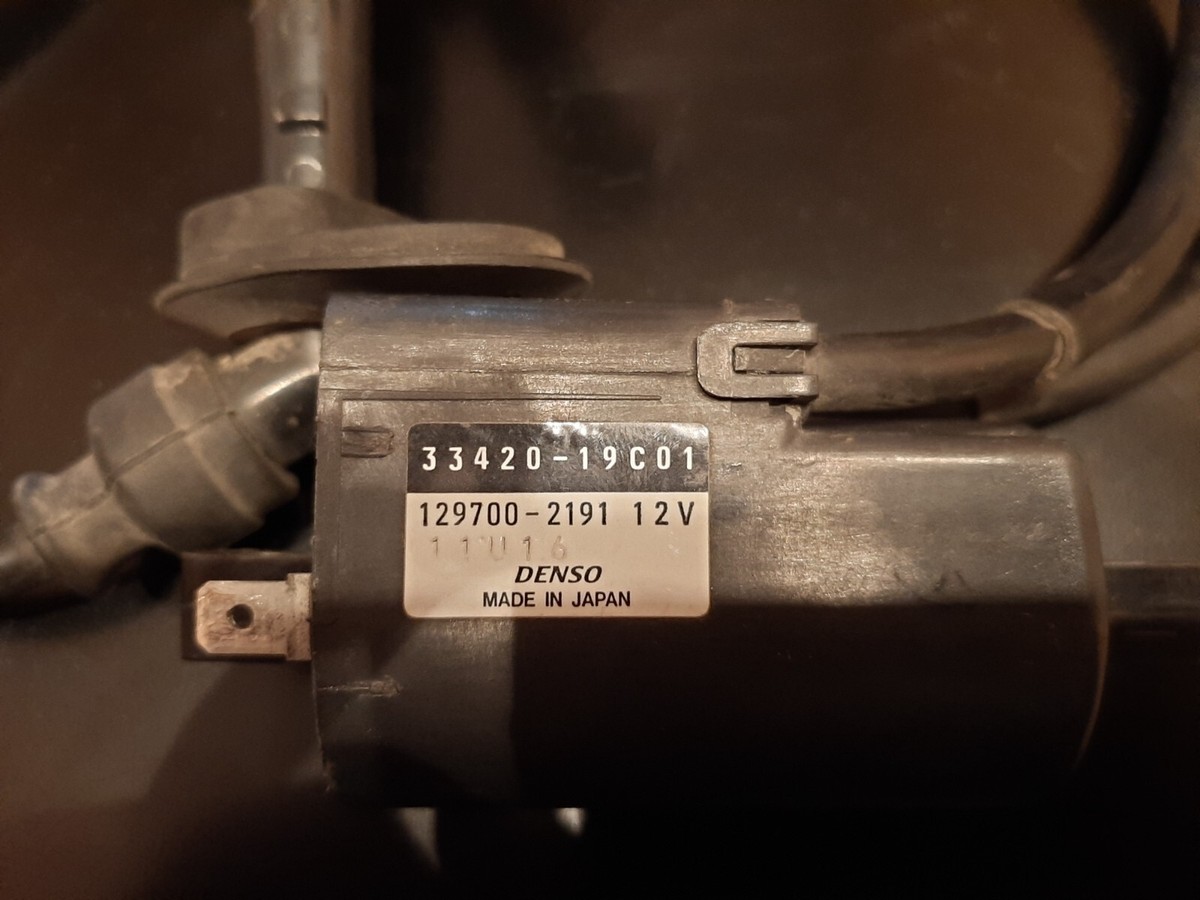 33420-19C01
129700-2191 12V
11U16
DENSO
MADE IN JAPAN